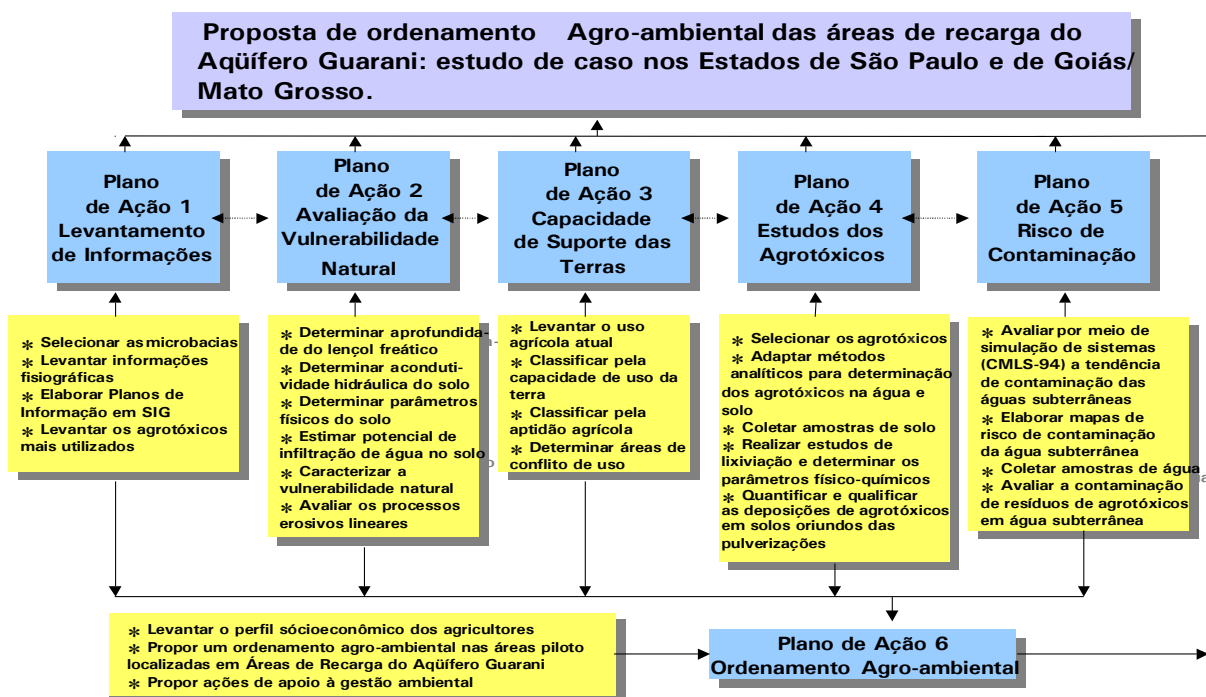 Proposta de ordenamento Agro-ambiental das áreas de recarga do
Aqüífero Guarani: estudo de caso nos Estados de São Paulo e de Goiás/
Mato Grosso.
Plano
de Ação 1
Levantamento
de Informações
Plano
de Ação 2
Avaliação da
Vulnerabilidade
Natural
Plano
de Ação 3
Capacidade
de Suporte das
Terras
Plano
de Ação 4
Estudos dos
Agrotóxicos
Plano
de Ação 5
Risco de
Contaminação
* Selecionar as microbacias
* Levantar informações
fisiográficas
* Elaborar Planos de
Informação em SIG
* Levantar os agrotóxicos
mais utilizados
* Determinar aprofundida-
de do lençol freático
* Determinar aconduti-
vidade hidráulica do solo
* Determinar parâmetros
físicos do solo
* Estimar potencial de
infiltração de água no solo
* Caracterizar a
vulnerabilidade natural
* Avaliar os processos
erosivos lineares
* Levantar o uso
agrícola atual
* Classificar pela
capacidade de uso da
terra
* Classificar pela
aptidão agrícola
* Determinar áreas de
conflito de uso
* Selecionar os agrotóxicos
* Adaptar métodos
analíticos para determinação
dos agrotóxicos na água e
solo
* Coletar amostras de solo
* Realizar estudos de
lixiviação e determinar os
parâmetros físico-químicos
* Quantificar e qualificar
as deposições de agrotóxicos
em solos oriundos das
pulverizações
* Avaliar por meio de
simulação de sistemas
(CMLS-94) a tendência
de contaminação das
águas subterrâneas
* Elaborar mapas de
risco de contaminação
da água subterrânea
* Coletar amostras de água
* Avaliar a contaminação
de resíduos de agrotóxicos
em água subterrânea
* Levantar o perfil sócioeconômico dos agricultores
* Propor um ordenamento agro-ambiental nas áreas piloto
localizadas em Áreas de Recarga do Aqüífero Guarani
* Propor ações de apoio à gestão ambiental
Plano de Ação 6
Ordenamento Agro-ambiental